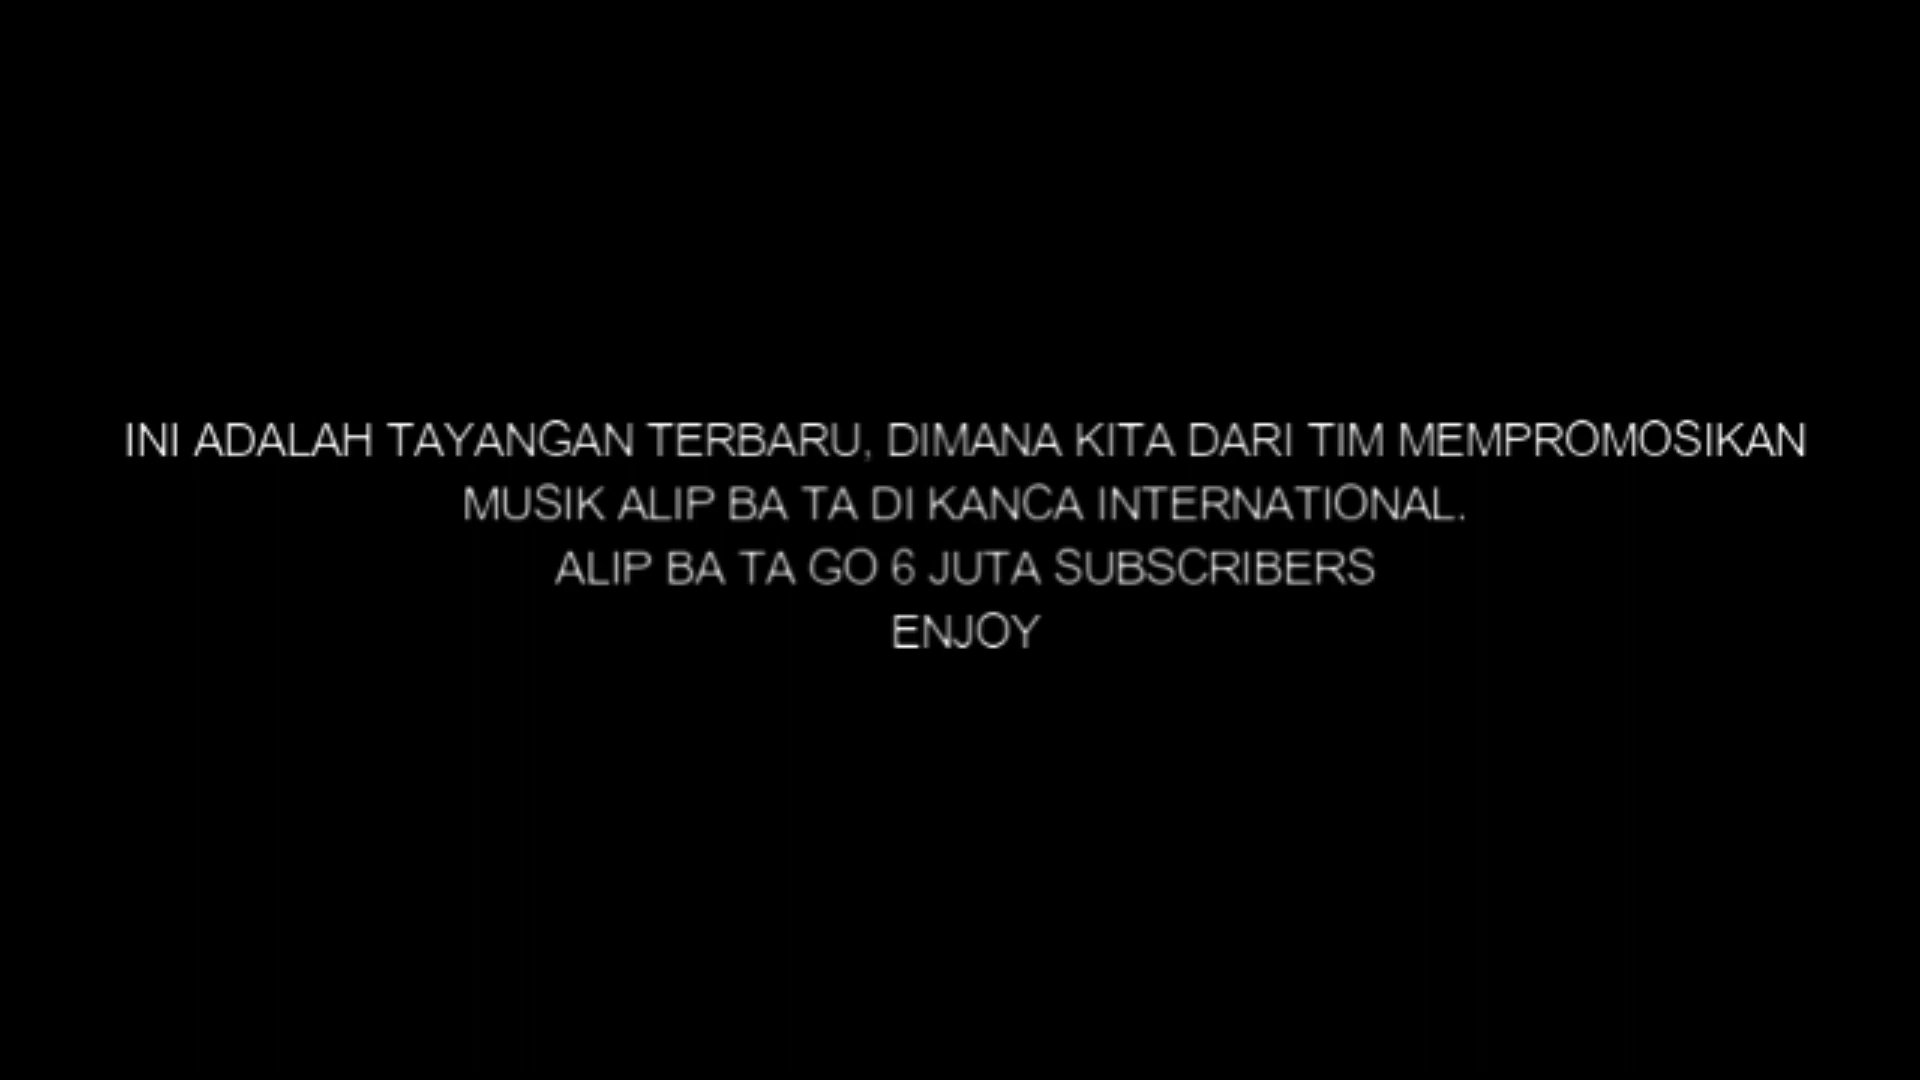 INI ADALAH TAYANGAN TERBARU, DIMANA KITA DARI TIM MEMPROMOSIKAN
MUSIK ALIP BA TA DI KANCA INTERNATIONAL.
ALIP BA TA GO 6 JUTA SUBSCRIBERS
ENJOY